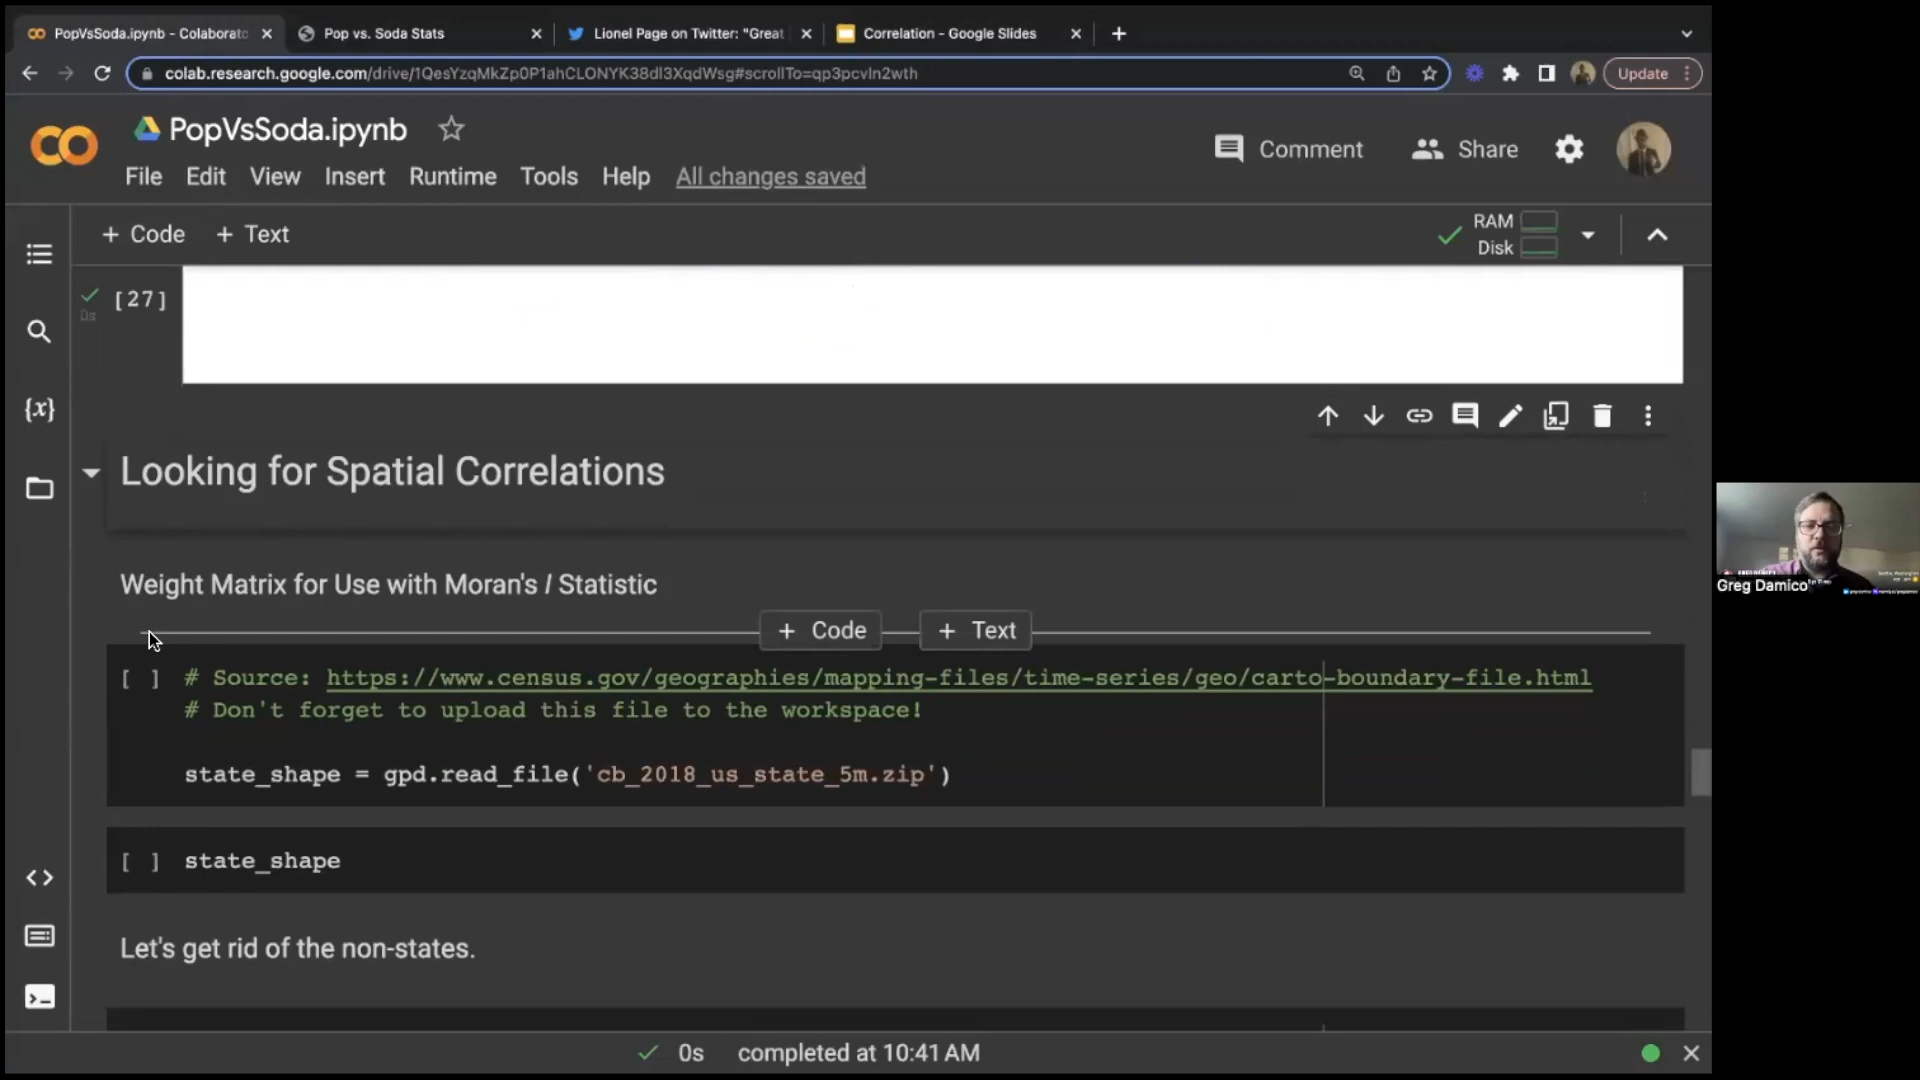 PopVsSoda.ipynb - Colaborato
Pop vs. Soda Stats
Lionel Page on Twitter: "Great
Correlation - Google Slides
colab.research.google.com/drive/1QesYzqMkZp0P1ahCLONYK38dl3XqdWsg#scrollTo=qp3pcvln2wth
Update
PopVsSoda.ipynb
Comment
Share
File Edit View Insert Runtime Tools Help All changes saved
+ Code + Text
RAM
Disk
[27]
0s
Looking for Spatial Correlations
Weight Matrix for Use with Moran's I Statistic
+ Code + Text
[ ] # Source: https://www.census.gov/geographies/mapping-files/time-series/geo/carto-boundary-file.html
# Don't forget to upload this file to the workspace!
state_shape = gpd.read_file('cb_2018_us_state_5m.zip')
[ ] state_shape
Let's get rid of the non-states.
0s completed at 10:41 AM
Greg Damico